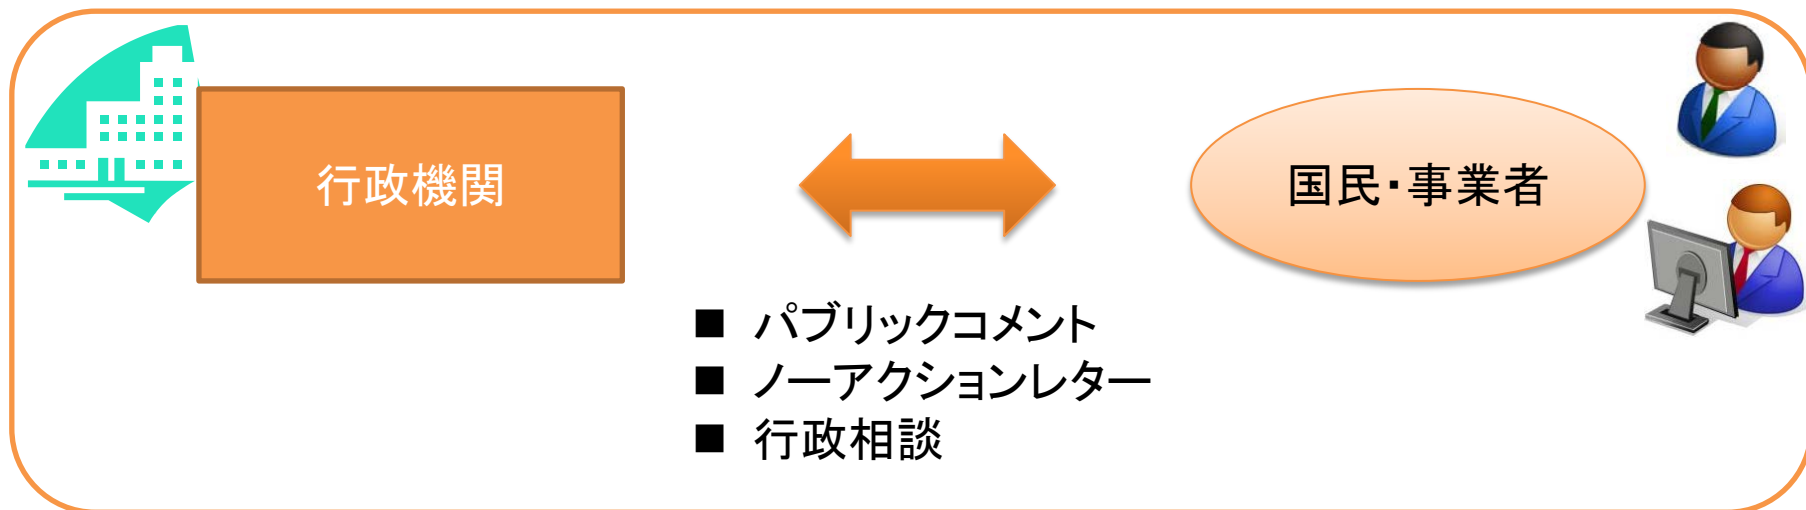 行政機関
国民・事業者
■ パブリックコメント
■ ノーアクションレター
■ 行政相談